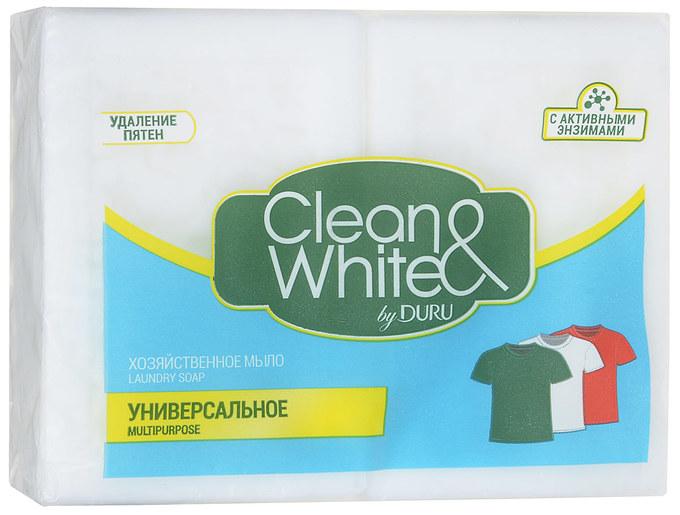 УДАЛЕНИЕ
ПЯТЕН
С АКТИВНЫМИ
ЭНЗИМАМИ
Clean &
White
by DURU
ХОЗЯЙСТВЕННОЕ МЫЛО
LAUNDRY SOAP
УНИВЕРСАЛЬНОЕ
MULTIPURPOSE